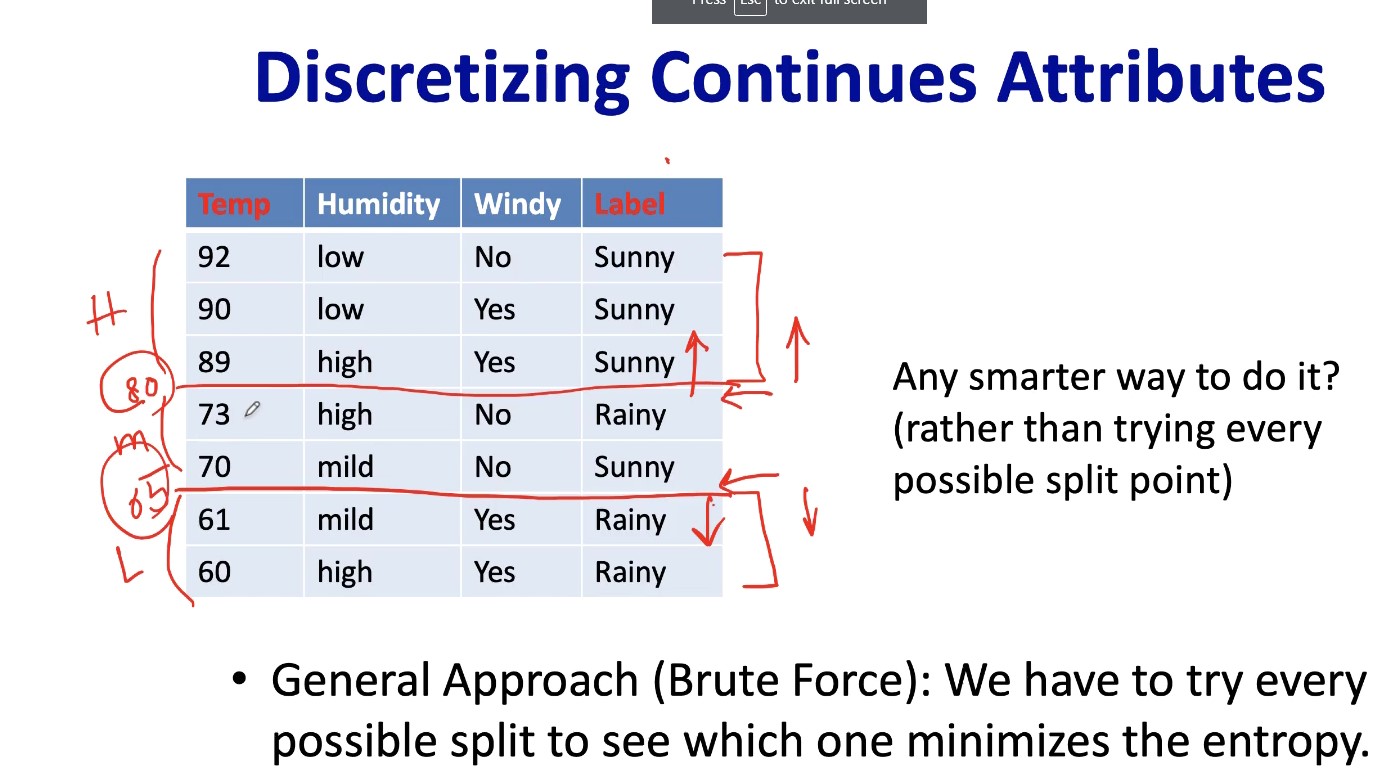 Press Esc to exit full screen
Discretizing Continues Attributes
Temp Humidity Windy Label
92 low No Sunny
90 low Yes Sunny
H
89 high Yes Sunny
80
73 high No Rainy
m
70 mild No Sunny
65
61 mild Yes Rainy
L
60 high Yes Rainy
Any smarter way to do it?
(rather than trying every
possible split point)
• General Approach (Brute Force): We have to try every
possible split to see which one minimizes the entropy.